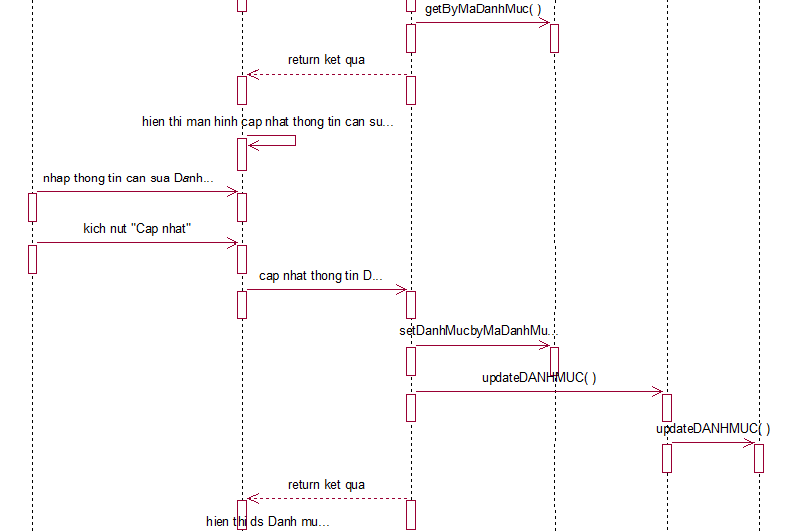 getByMaDanhMuc( )
return ket qua
hien thi man hinh cap nhat thong tin can su...
nhap thong tin can sua Danh...
kich nut "Cap nhat"
cap nhat thong tin D...
setDanhMucbyMaDanhMu...
updateDANHMUC( )
updateDANHMUC( )
return ket qua
hien thi ds Danh mu...